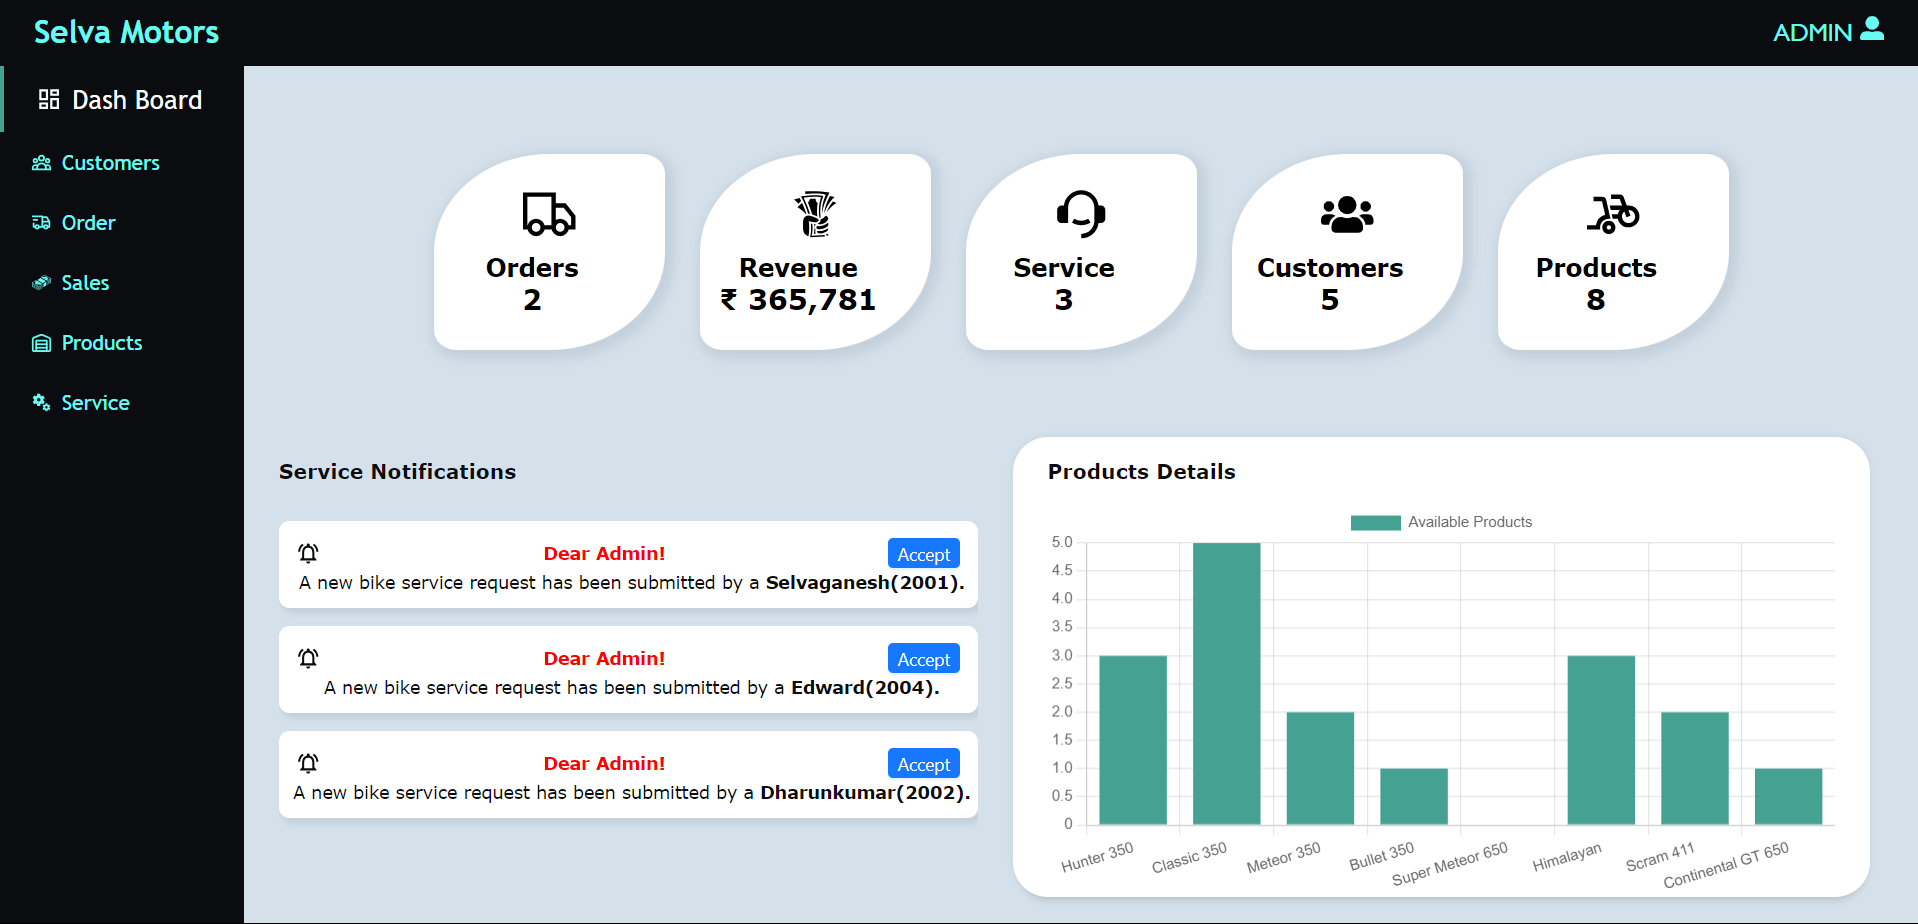 Selva Motors
ADMIN
Dash Board
Customers
Order
Sales
Products
Service
Orders
2
Revenue
₹ 365,781
Service
3
Customers
5
Products
8
Service Notifications
Dear Admin!
Accept
A new bike service request has been submitted by a Selvaganesh(2001).
Dear Admin!
Accept
A new bike service request has been submitted by a Edward(2004).
Dear Admin!
Accept
A new bike service request has been submitted by a Dharunkumar(2002).
Products Details
Available Products
5.0
4.5
4.0
3.5
3.0
2.5
2.0
1.5
1.0
0.5
0
Hunter 350
Classic 350
Meteor 350
Bullet 350
Super Meteor 650
Himalayan
Scram 411
Continental GT 650